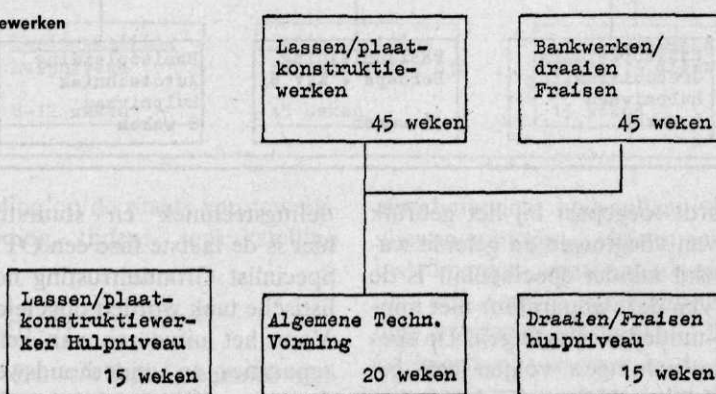 ewerken
Lassen/plaat-
konstruktie-
werken
45 weken
Bankwerken/
draaien
Fraisen
45 weken
Lassen/plaat-
konstruktiewer-
ker Hulpniveau
15 weken
Algemene Techn.
Vorming
20 weken
Draaien/Fraisen
hulpniveau
15 weken